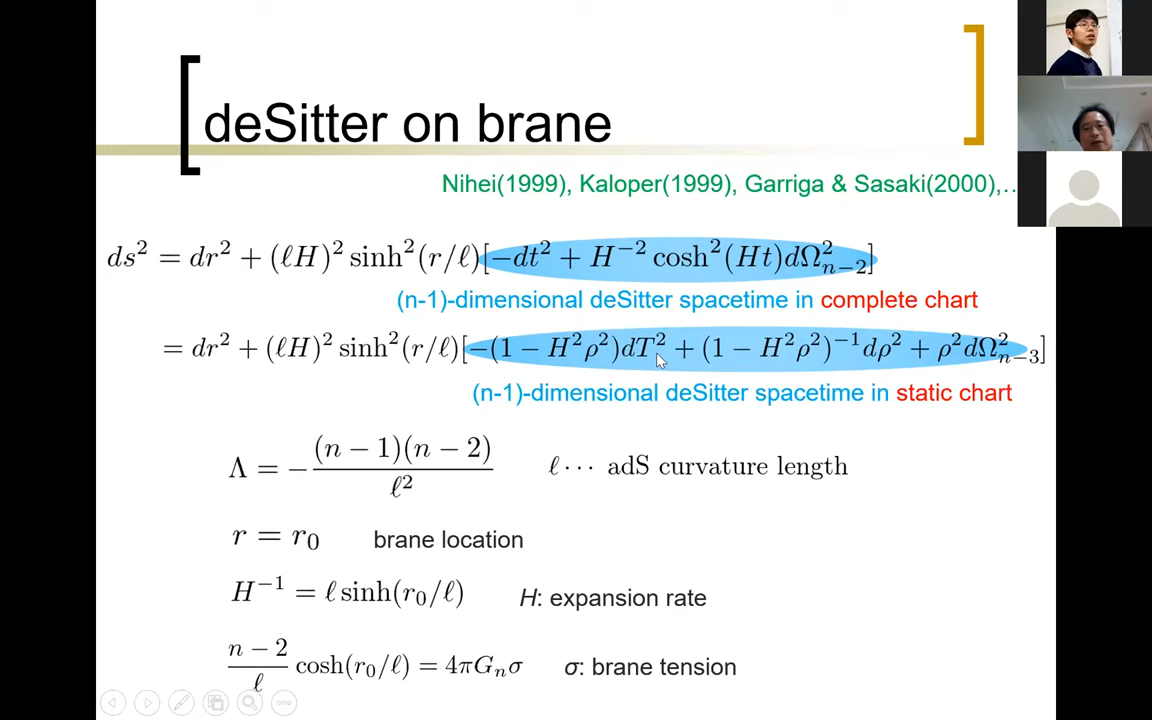 deSitter on brane
Nihei(1999), Kaloper(1999), Garriga & Sasaki(2000),…
ds² = dr² + (ℓH)² sinh²(r/ℓ)[−dt² + H⁻² cosh²(Ht)dΩ²ₙ₋₂]
(n-1)-dimensional deSitter spacetime in complete chart
= dr² + (ℓH)² sinh²(r/ℓ)[−(1 − H²ρ²)dT² + (1 − H²ρ²)⁻¹dρ² + ρ²dΩ²ₙ₋₃]
(n-1)-dimensional deSitter spacetime in static chart
Λ = − (n − 1)(n − 2) / ℓ²   ℓ ⋯ adS curvature length
r = r₀   brane location
H⁻¹ = ℓ sinh(r₀/ℓ)   H: expansion rate
(n − 2) / ℓ cosh(r₀/ℓ) = 4πGₙσ   σ: brane tension